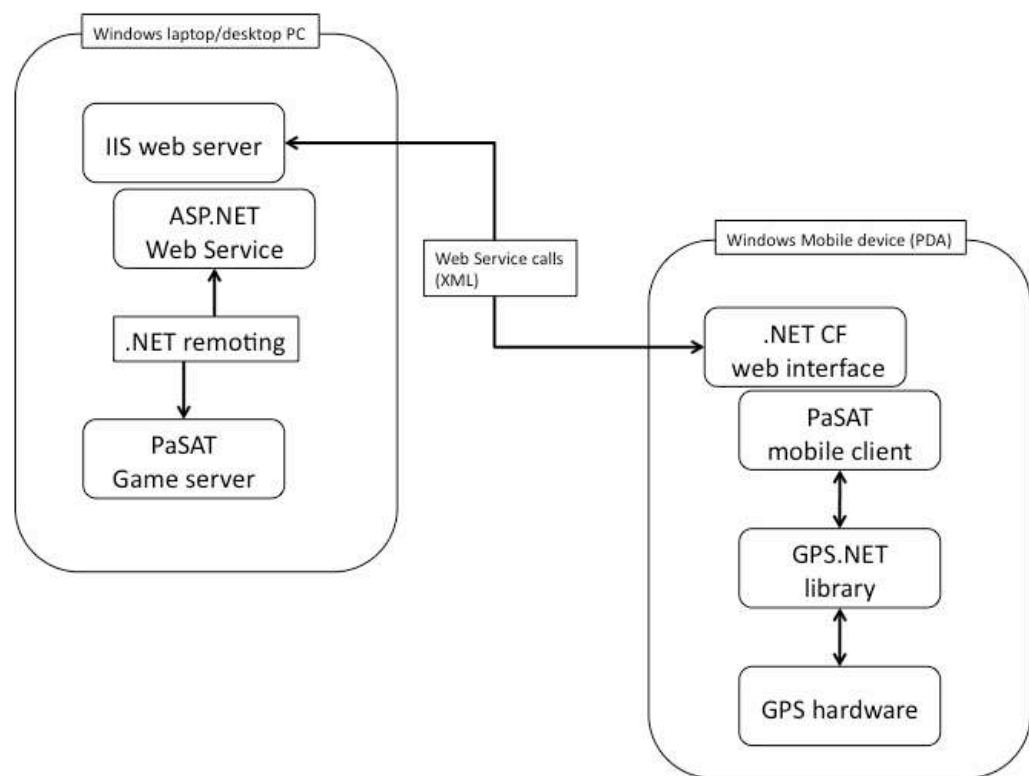 Windows laptop/desktop PC
IIS web server
ASP.NET
Web Service
.NET remoting
PaSAT
Game server
Web Service calls
(XML)
Windows Mobile device (PDA)
.NET CF
web interface
PaSAT
mobile client
GPS.NET
library
GPS hardware